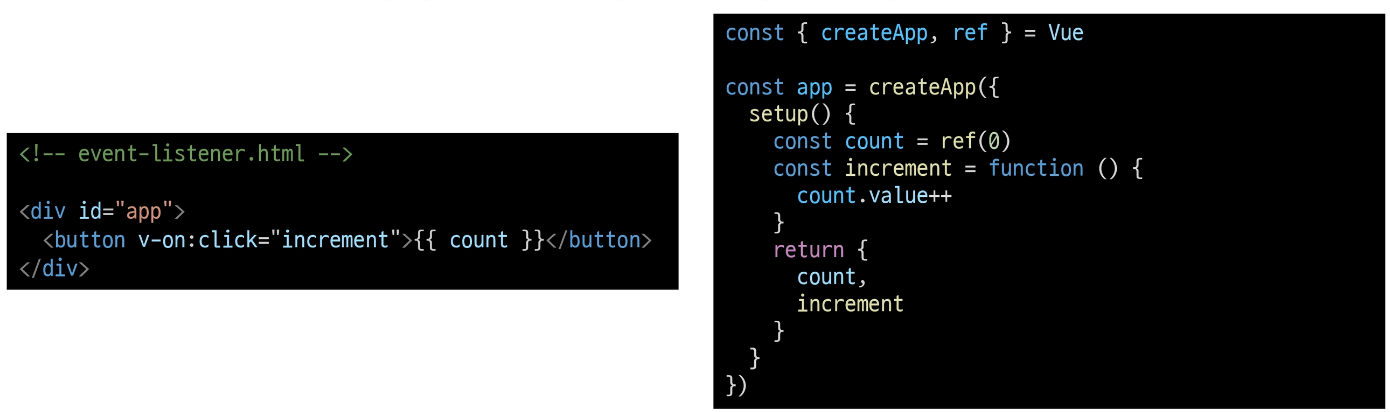 <!-- event-listener.html -->
<div id="app">
  <button v-on:click="increment">{{ count }}</button>
</div>
const { createApp, ref } = Vue
const app = createApp({
  setup() {
    const count = ref(0)
    const increment = function () {
      count.value++
    }
    return {
      count,
      increment
    }
  }
})